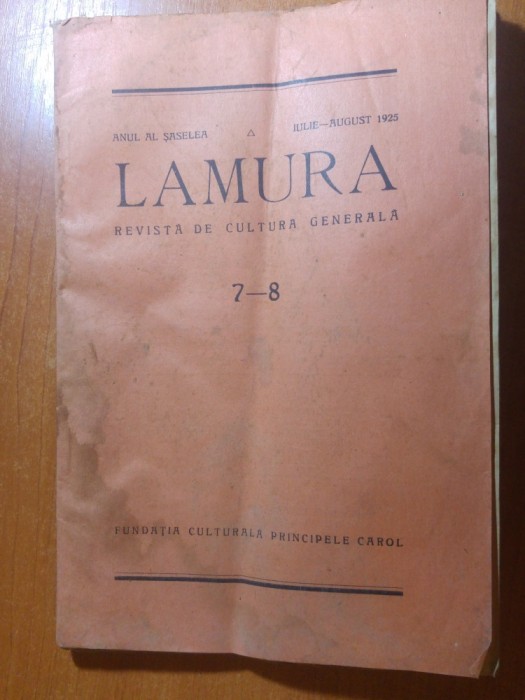 ANUL AL ȘASELEA △ IULIE—AUGUST 1925
LAMURA
REVISTA DE CULTURA GENERALA
7—8
FUNDAȚIA CULTURALA PRINCIPELE CAROL